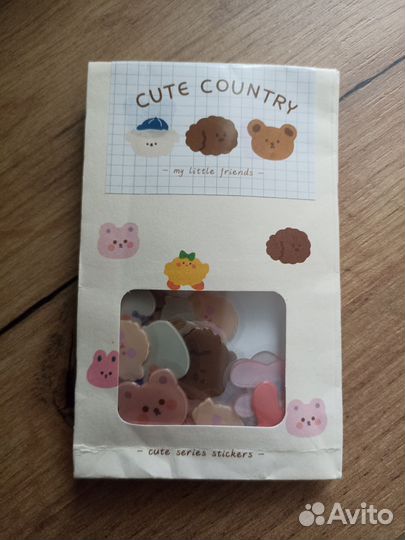 CUTE COUNTRY
- my little friends -
- cute series stickers -
Avito